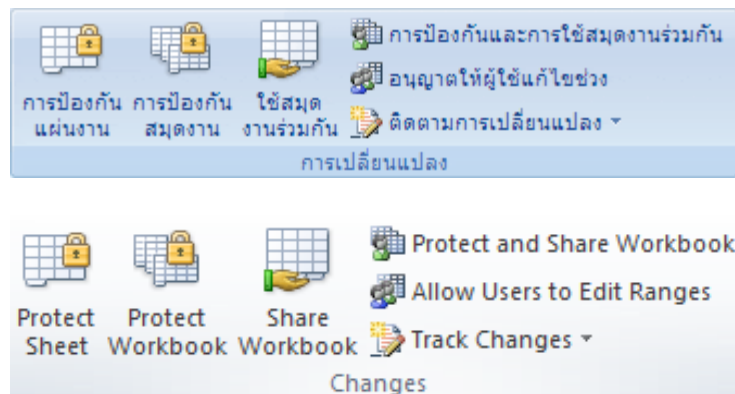 การป้องกัน
แผ่นงาน
การป้องกัน
สมุดงาน
ใช้สมุด
งานร่วมกัน
การป้องกันและการใช้สมุดงานร่วมกัน
อนุญาตให้ผู้ใช้แก้ไขช่วง
ติดตามการเปลี่ยนแปลง
การเปลี่ยนแปลง
Protect
Sheet
Protect
Workbook
Share
Workbook
Protect and Share Workbook
Allow Users to Edit Ranges
Track Changes
Changes